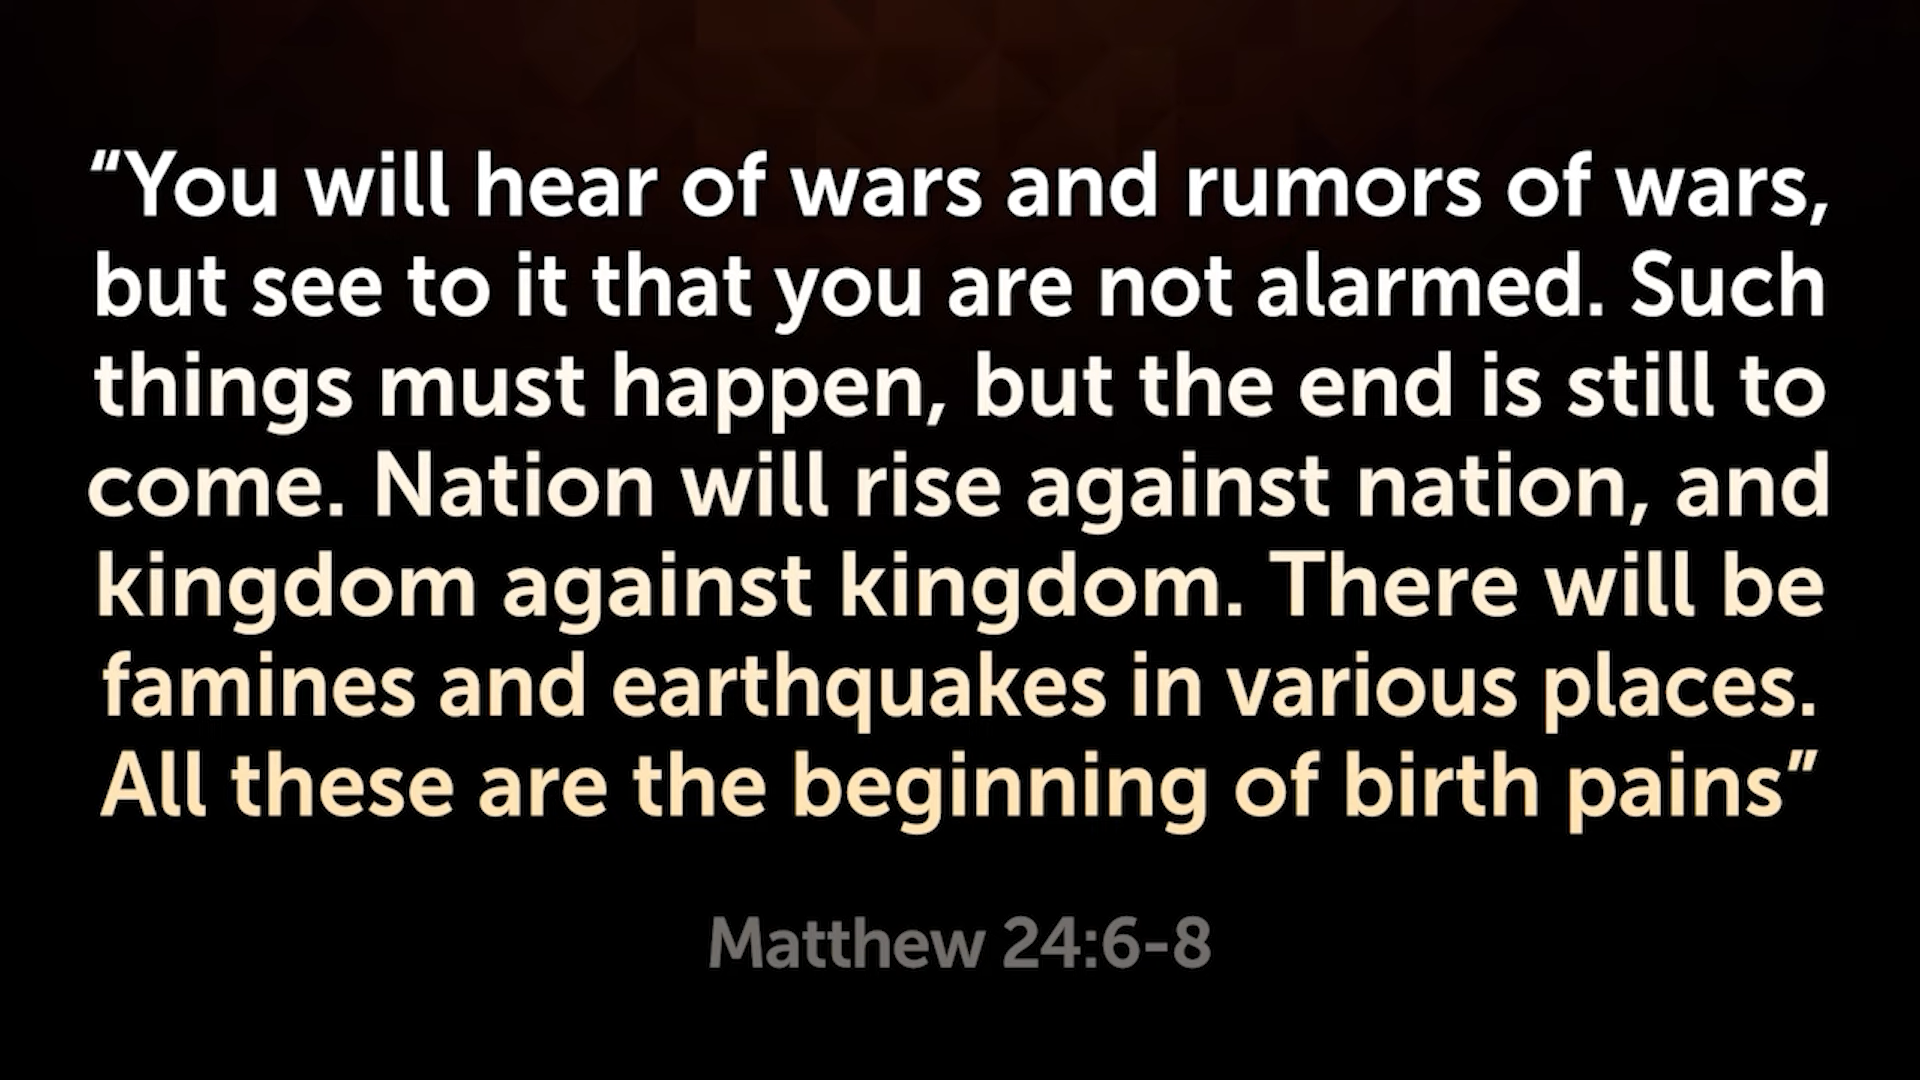 “You will hear of wars and rumors of wars,
but see to it that you are not alarmed. Such
things must happen, but the end is still to
come. Nation will rise against nation, and
kingdom against kingdom. There will be
famines and earthquakes in various places.
All these are the beginning of birth pains”
Matthew 24:6-8